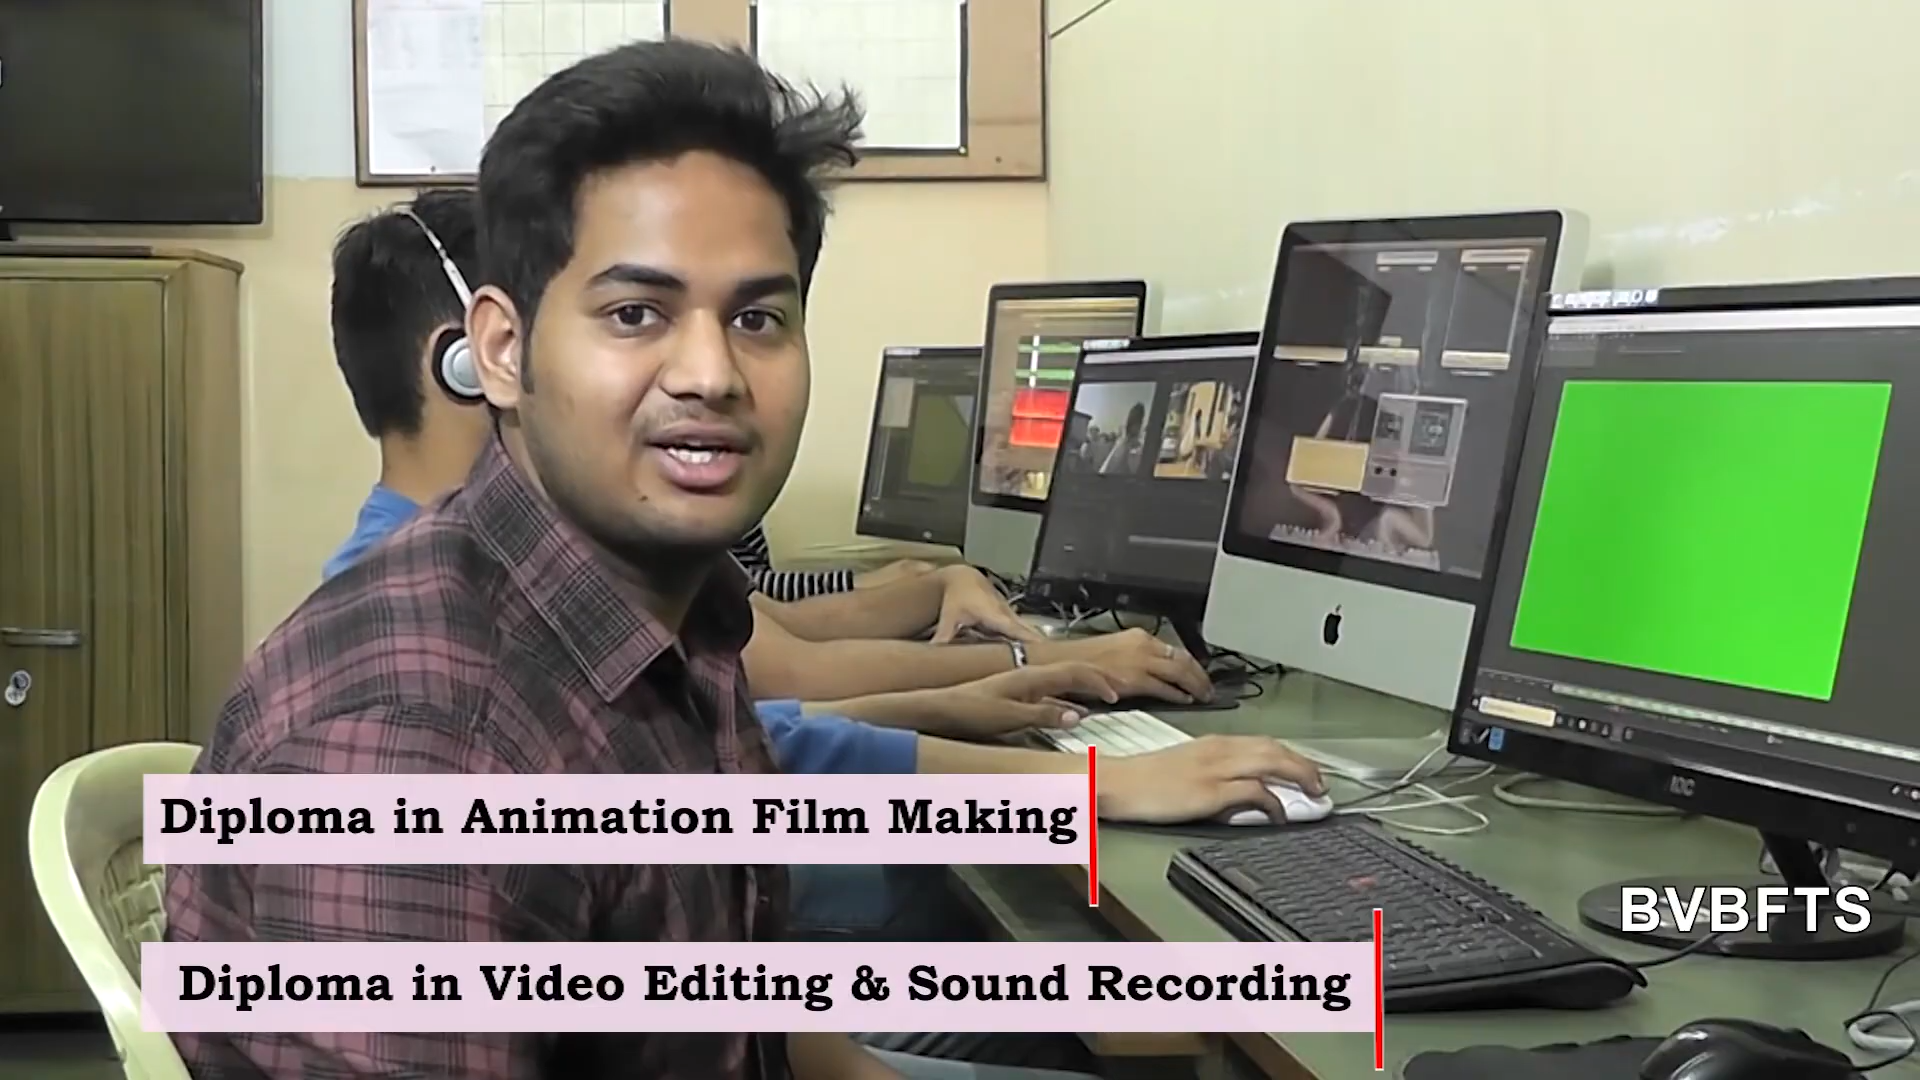 Diploma in Animation Film Making
BVBFTS
Diploma in Video Editing & Sound Recording